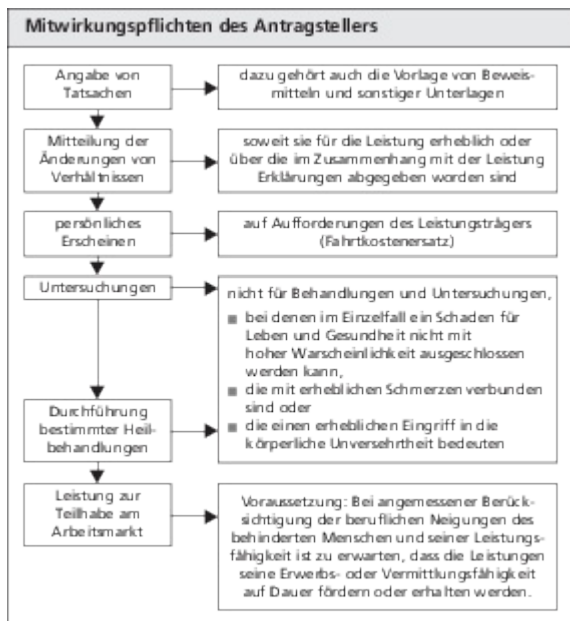 Mitwirkungspflichten des Antragstellers
Angabe von
Tatsachen
dazu gehört auch die Vorlage von Beweis-
mitteln und sonstiger Unterlagen
Mitteilung der
Änderungen von
Verhältnissen
soweit sie für die Leistung erheblich oder
über die im Zusammenhang mit der Leistung
Erklärungen abgegeben worden sind
persönliches
Erscheinen
auf Aufforderungen des Leistungsträgers
(Fahrtkostenersatz)
Untersuchungen
nicht für Behandlungen und Untersuchungen,
■ bei denen im Einzelfall ein Schaden für
Leben und Gesundheit nicht mit
hoher Warscheinlichkeit ausgeschlossen
werden kann,
■ die mit erheblichen Schmerzen verbunden
sind oder
■ die einen erheblichen Eingriff in die
körperliche Unversehrtheit bedeuten
Durchführung
bestimmter Heil-
behandlungen
Leistung zur
Teilhabe am
Arbeitsmarkt
Voraussetzung: Bei angemessener Berück-
sichtigung der beruflichen Neigungen des
behinderten Menschen und seiner Leistungs-
fähigkeit ist zu erwarten, dass die Leistungen
seine Erwerbs- oder Vermittlungsfähigkeit
auf Dauer fördern oder erhalten werden.